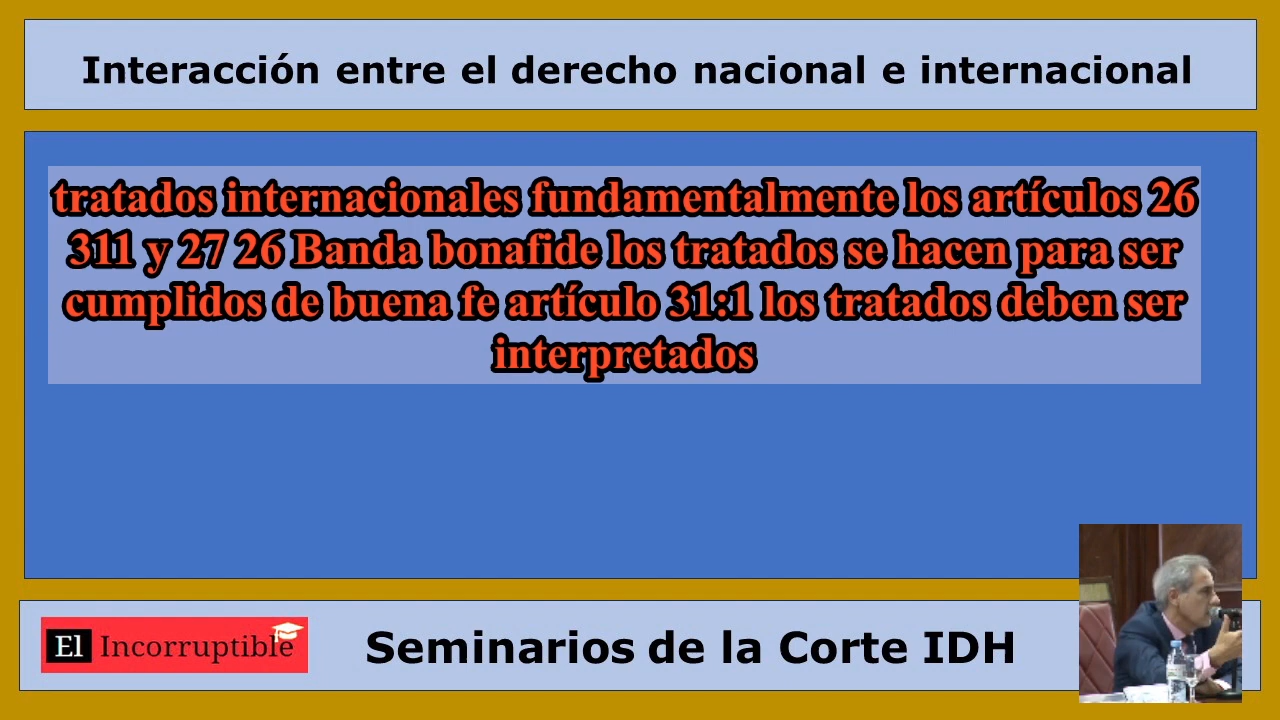 Interacción entre el derecho nacional e internacional
tratados internacionales fundamentalmente los artículos 26
311 y 27 26 Banda bonafide los tratados se hacen para ser
cumplidos de buena fe artículo 31:1 los tratados deben ser
interpretados
El Incorruptible
Seminarios de la Corte IDH